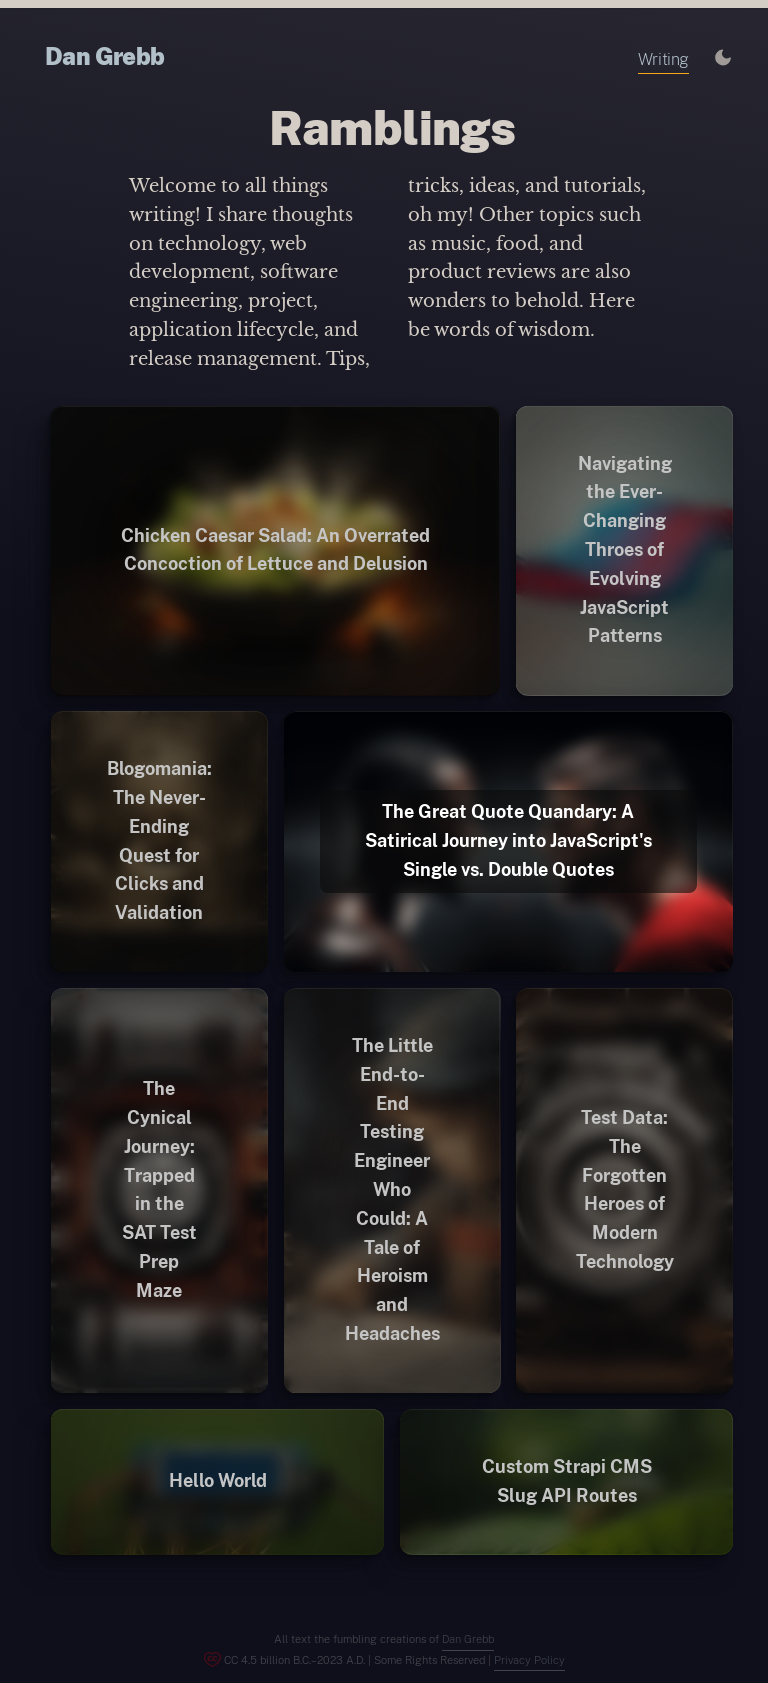 Dan Grebb
Writing
Ramblings
Welcome to all things
writing! I share thoughts
on technology, web
development, software
engineering, project,
application lifecycle, and
release management. Tips,
tricks, ideas, and tutorials,
oh my! Other topics such
as music, food, and
product reviews are also
wonders to behold. Here
be words of wisdom.
Chicken Caesar Salad: An Overrated
Concoction of Lettuce and Delusion
Navigating
the Ever-
Changing
Throes of
Evolving
JavaScript
Patterns
Blogomania:
The Never-
Ending
Quest for
Clicks and
Validation
The Great Quote Quandary: A
Satirical Journey into JavaScript's
Single vs. Double Quotes
The
Cynical
Journey:
Trapped
in the
SAT Test
Prep
Maze
The Little
End-to-
End
Testing
Engineer
Who
Could: A
Tale of
Heroism
and
Headaches
Test Data:
The
Forgotten
Heroes of
Modern
Technology
Hello World
Custom Strapi CMS
Slug API Routes
All text the fumbling creations of Dan Grebb
CC 4.5 billion B.C.–2023 A.D. | Some Rights Reserved | Privacy Policy